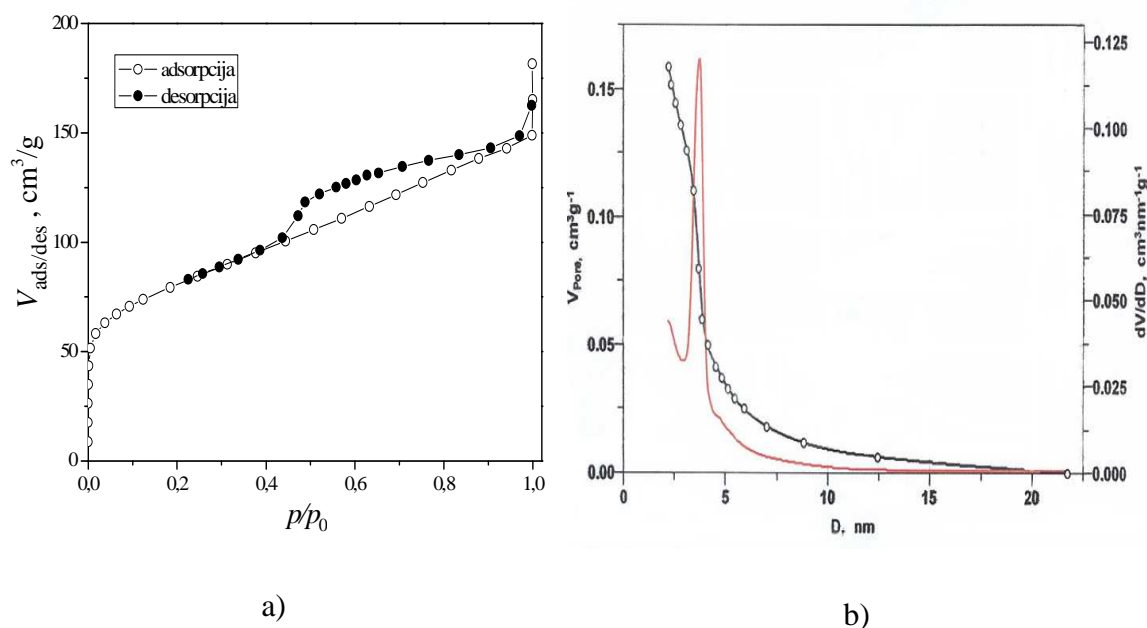 200
150
100
50
0
V ads/des , cm³/g
adsorpcija
desorpcija
0,0 0,2 0,4 0,6 0,8 1,0
p/p₀
a)
0.15
0.10
0.05
0.00
V Pore, cm³g⁻¹
0.125
0.100
0.075
0.050
0.025
0.000
dV/dD, cm³nm⁻¹g⁻¹
0 5 10 15 20
D, nm
b)